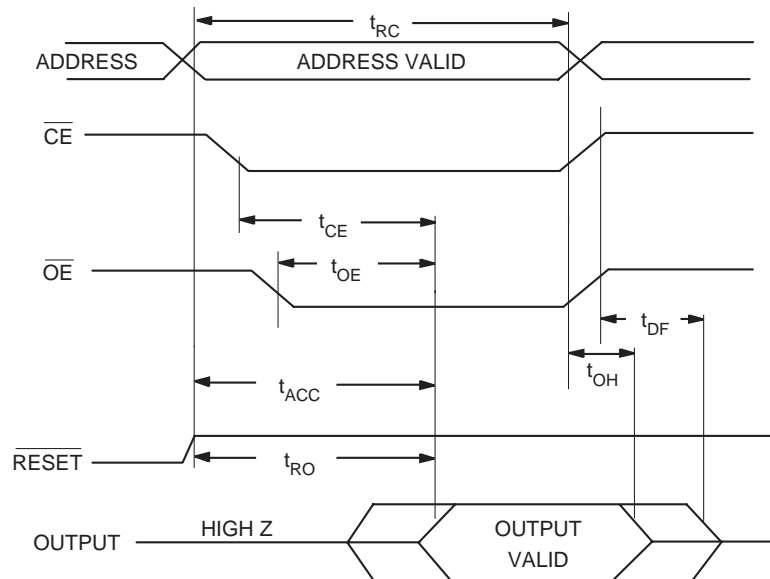 tRC
ADDRESS
ADDRESS VALID
CE
tCE
OE
tOE
tDF
tOH
tACC
RESET
tRO
OUTPUT
HIGH Z
OUTPUT
VALID